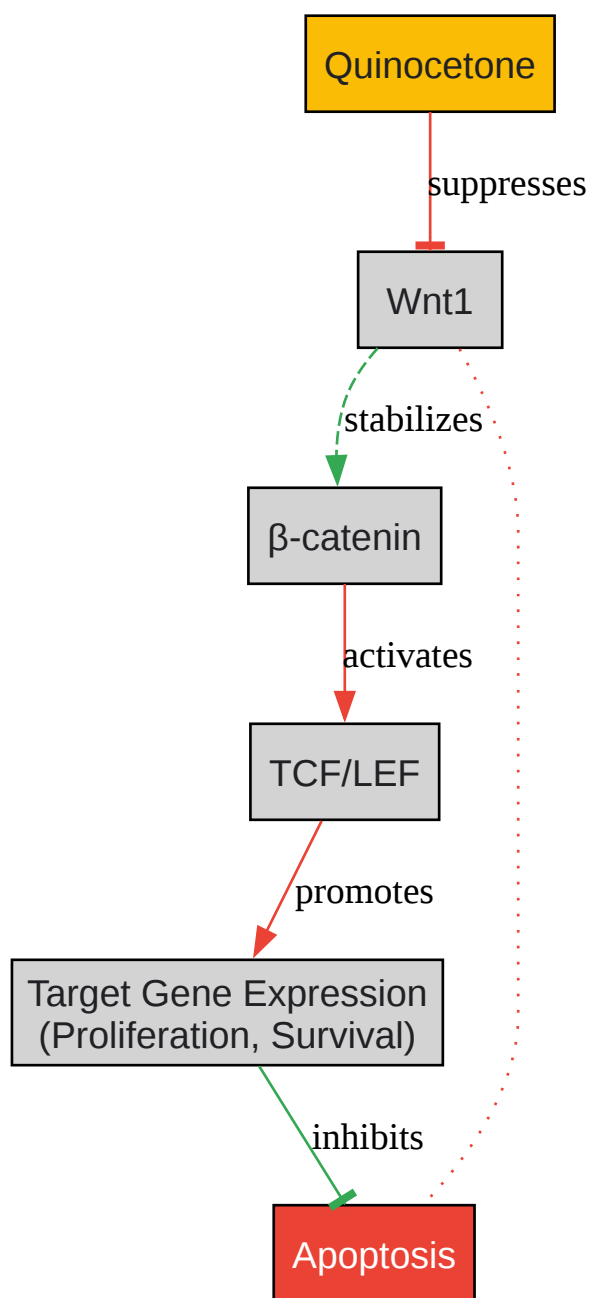 Quinocetone
suppresses
Wnt1
stabilizes
β-catenin
activates
TCF/LEF
promotes
Target Gene Expression
(Proliferation, Survival)
inhibits
Apoptosis